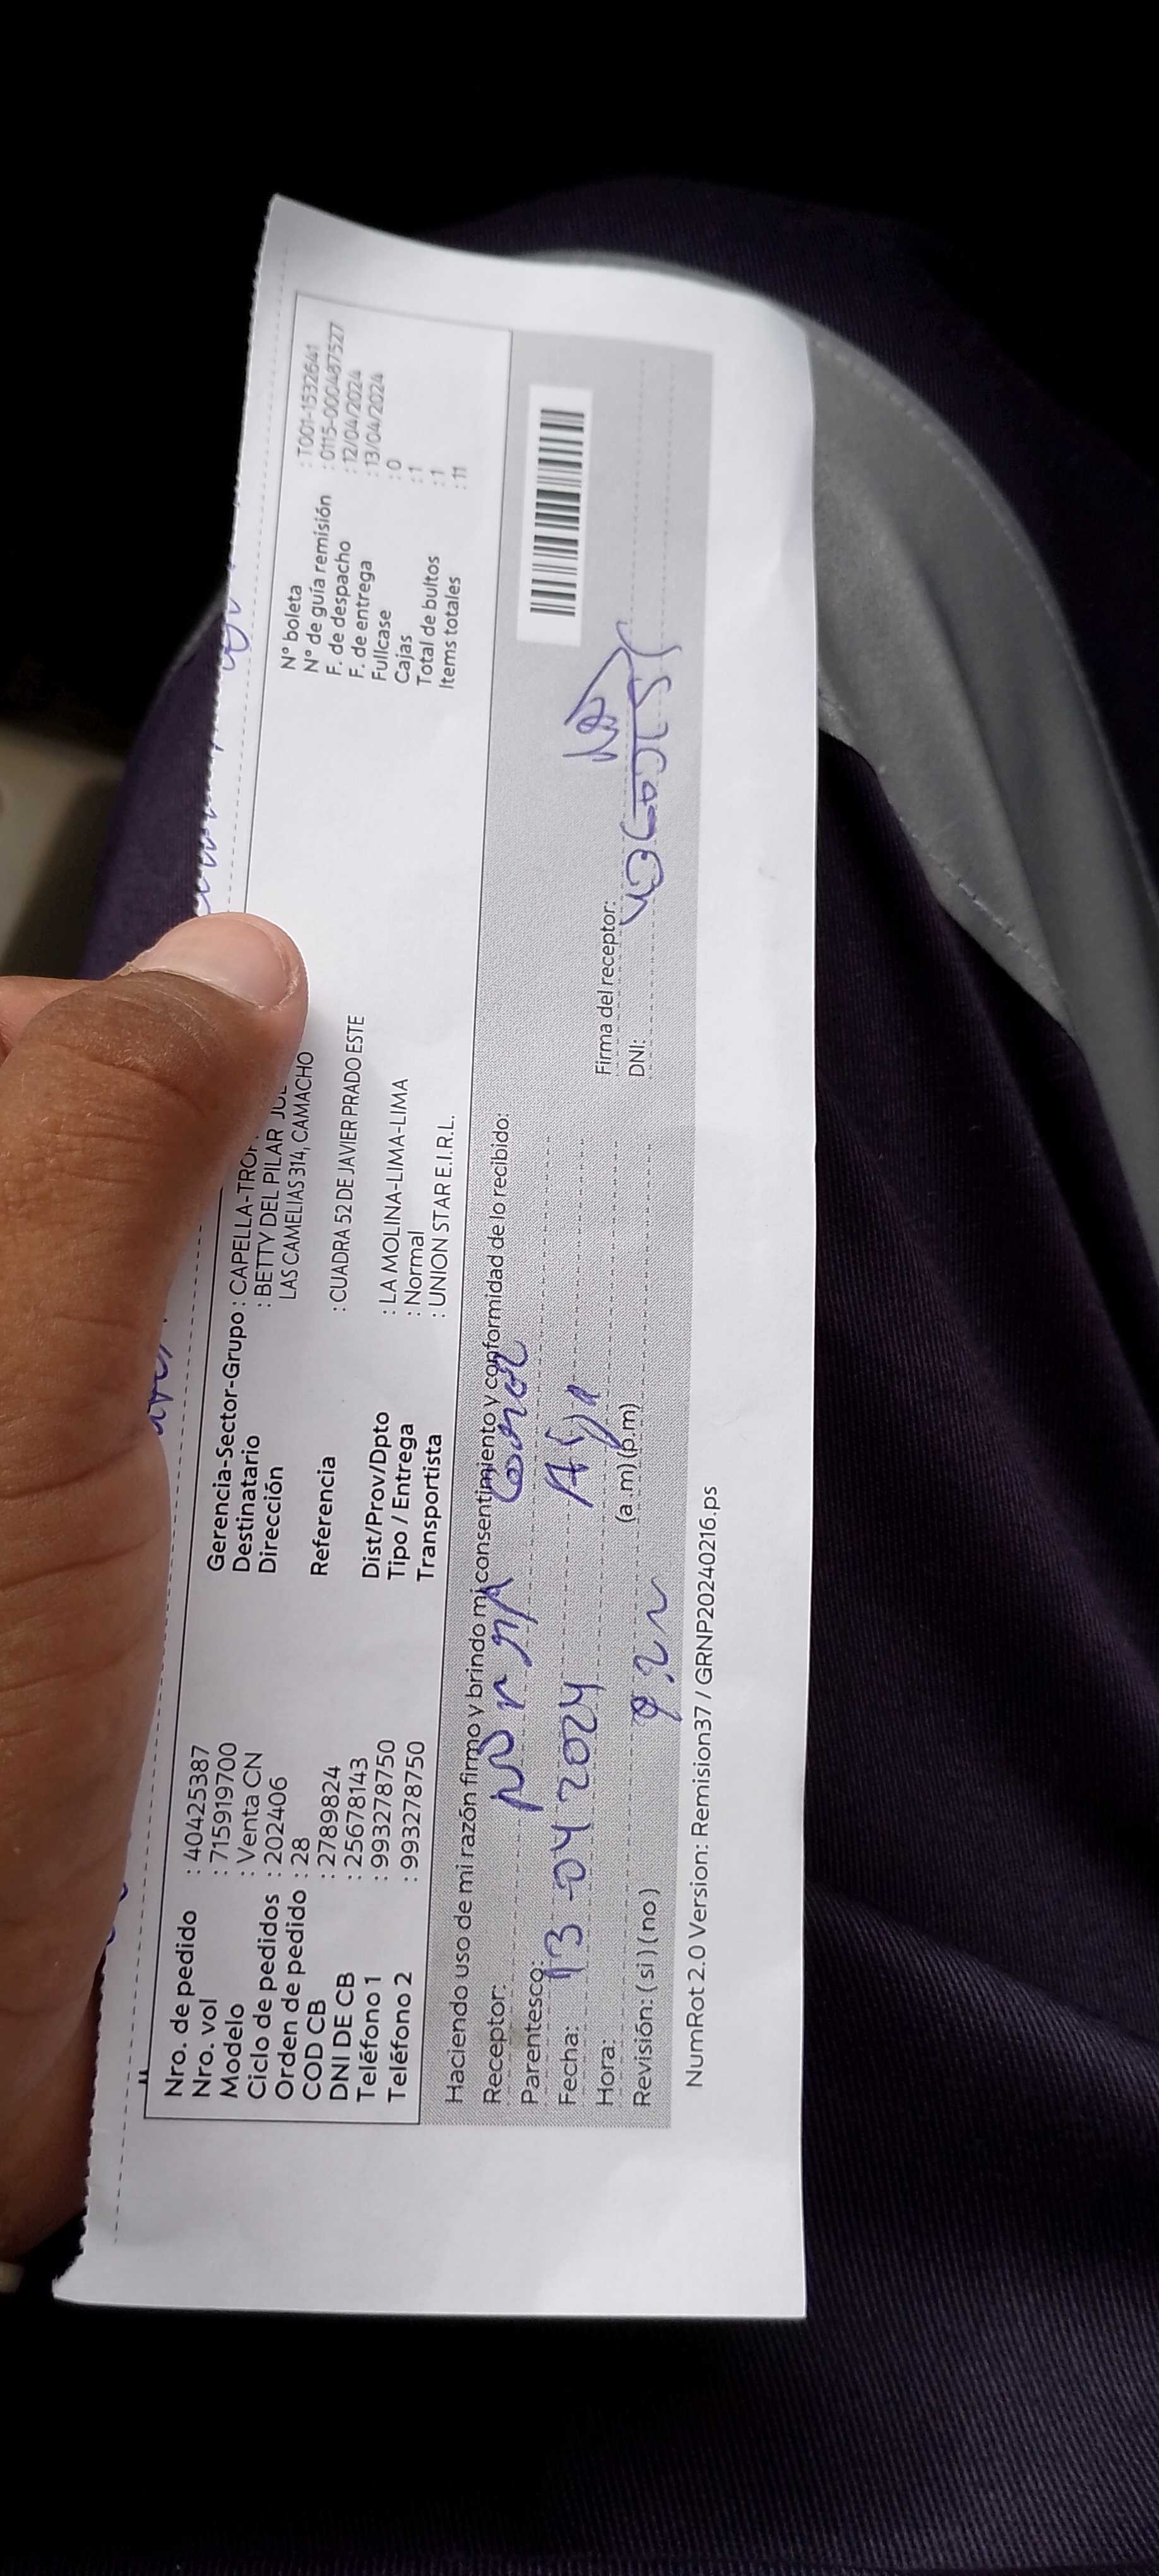 Nro. de pedido : 40425387
Nro. vol : 715919700
Modelo : Venta CN
Ciclo de pedidos : 202406
Orden de pedido : 28
COD CB : 2789824
DNI DE CB : 25678143
Teléfono 1 : 993278750
Teléfono 2 : 993278750
Gerencia-Sector-Grupo : CAPELLA-
Destinatario : BETTY DEL PILAR
Dirección LAS CAMELIAS 314, CAMACHO
Referencia : CUADRA 52 DE JAVIER PRADO ESTE
Dist/Prov/Dpto : LA MOLINA-LIMA-LIMA
Tipo / Entrega : Normal
Transportista : UNION STAR E.I.R.L.
N° boleta : T001-1532641
N° de guía remisión : 0115-000487527
F. de despacho : 12/04/2024
F. de entrega : 13/04/2024
Fullcase : 0
Cajas : 1
Total de bultos : 1
Items totales : 11
Haciendo uso de mi razón firmo y brindo mi consentimiento y conformidad de lo recibido:
Receptor:
Parentesco:
Fecha: 13 04 2024
Hora: (a.m) (p.m)
Revisión: ( si ) ( no )
Firma del receptor:
DNI:
NumRot 2.0 Version: Remision37 / GRNP20240216.ps